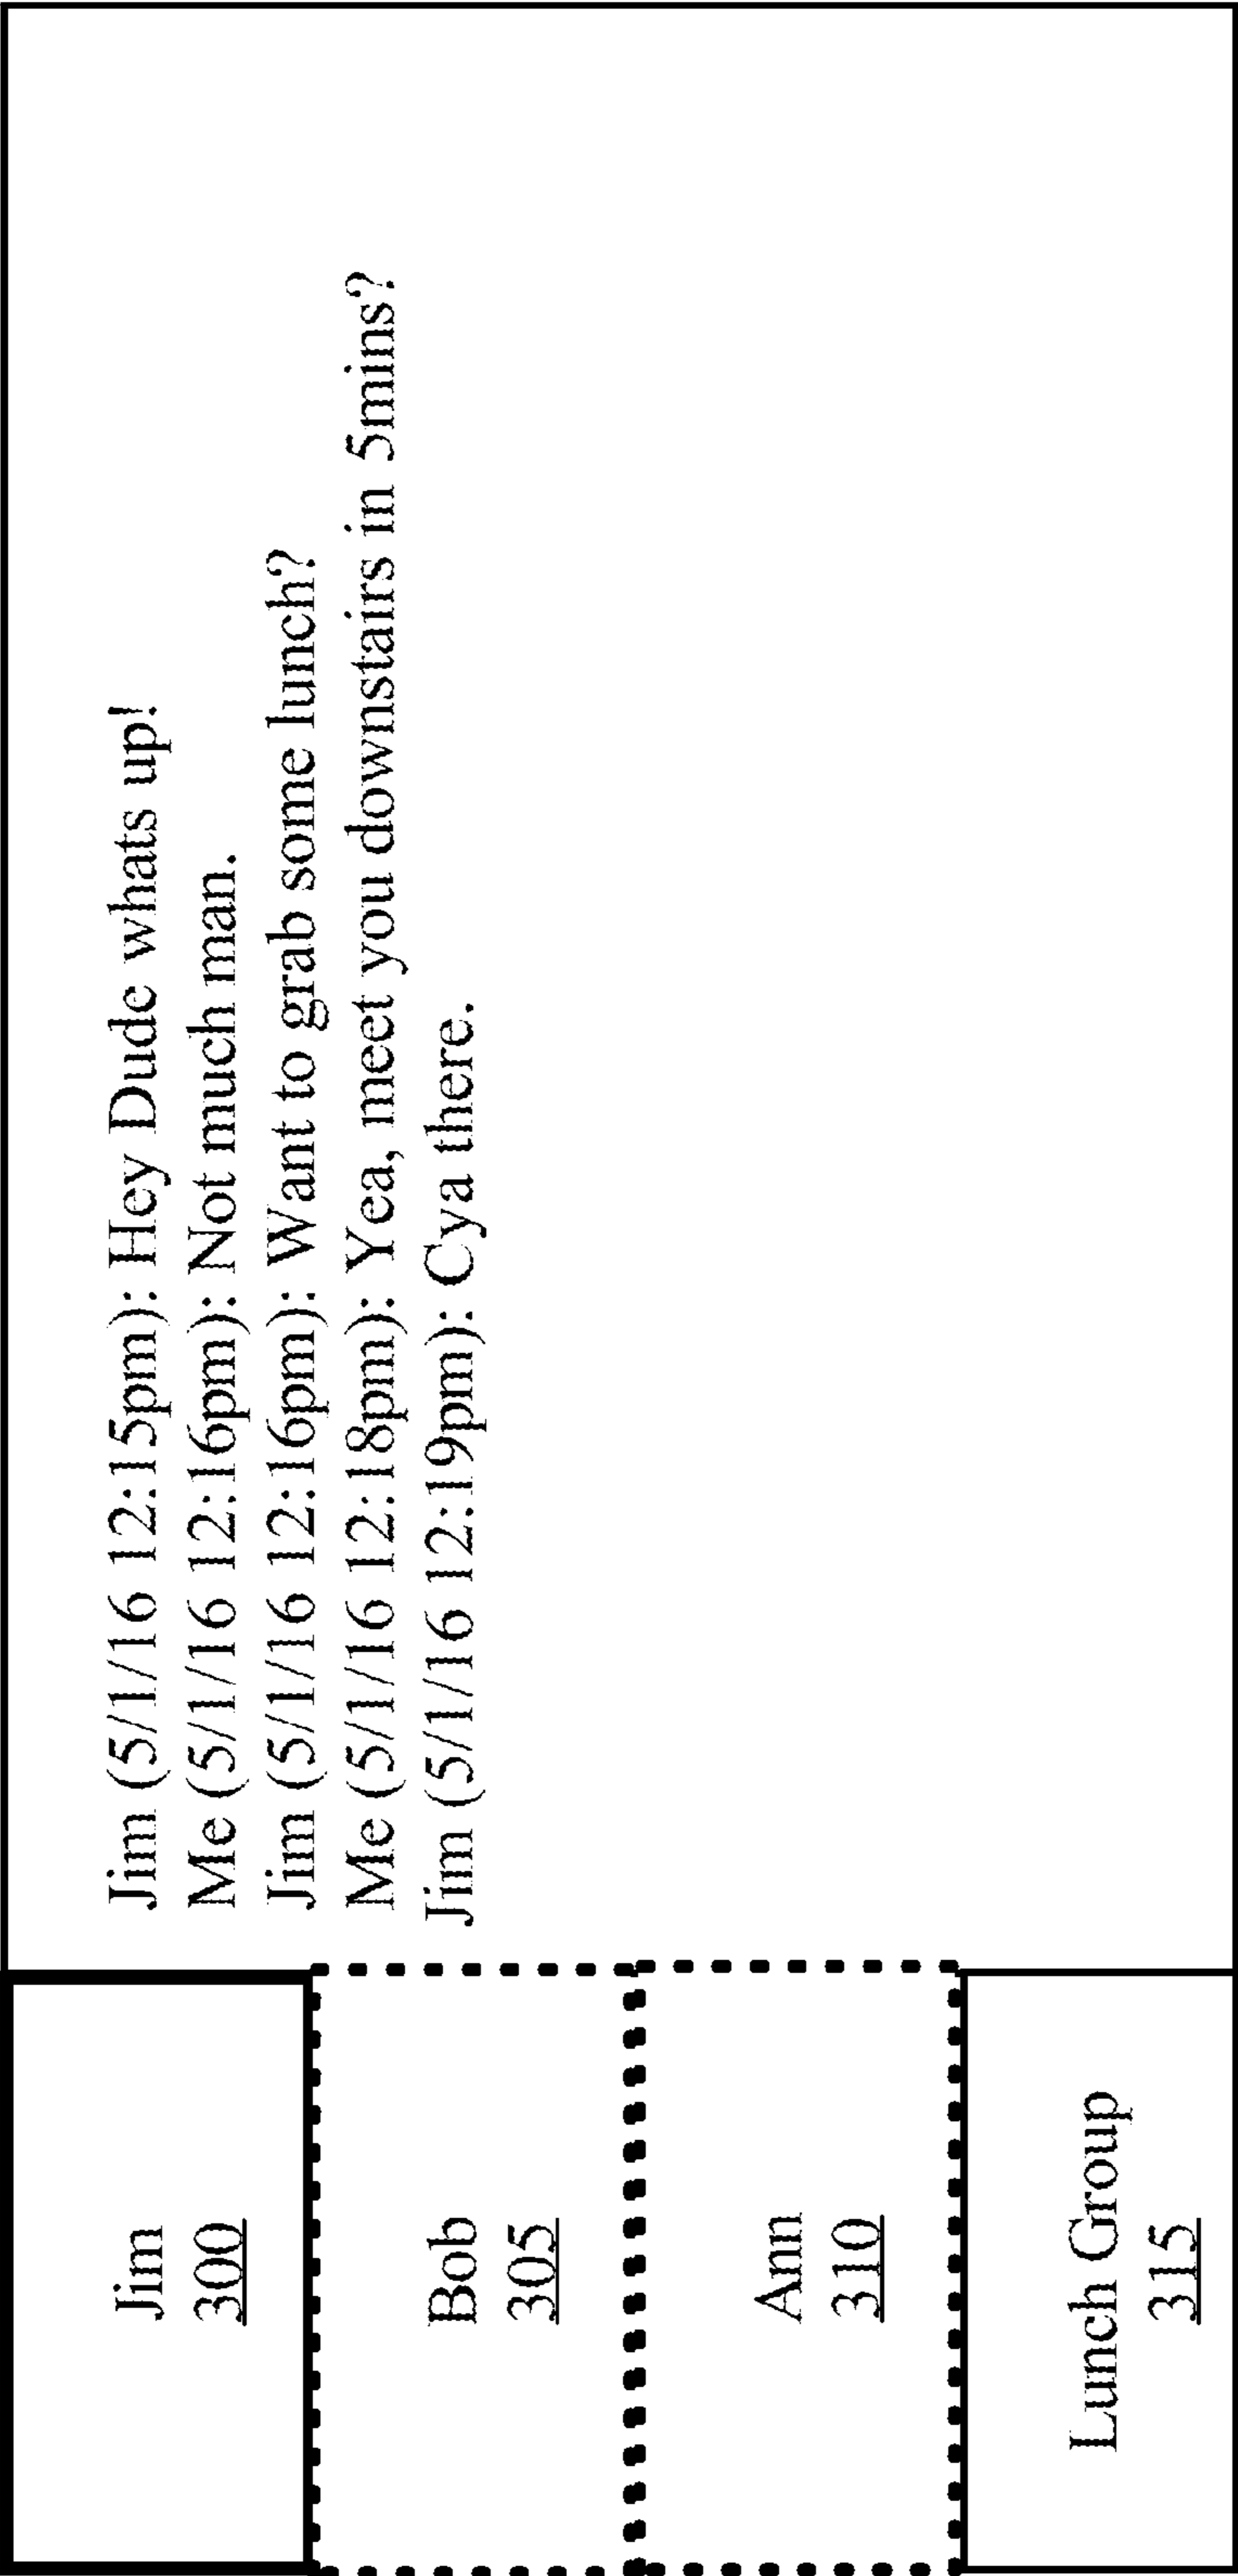 Jim
300
Bob
305
Ann
310
Lunch Group
315
Jim (5/1/16 12:15pm): Hey Dude whats up!
Me (5/1/16 12:16pm): Not much man.
Jim (5/1/16 12:16pm): Want to grab some lunch?
Me (5/1/16 12:18pm): Yea, meet you downstairs in 5mins?
Jim (5/1/16 12:19pm): Cya there.